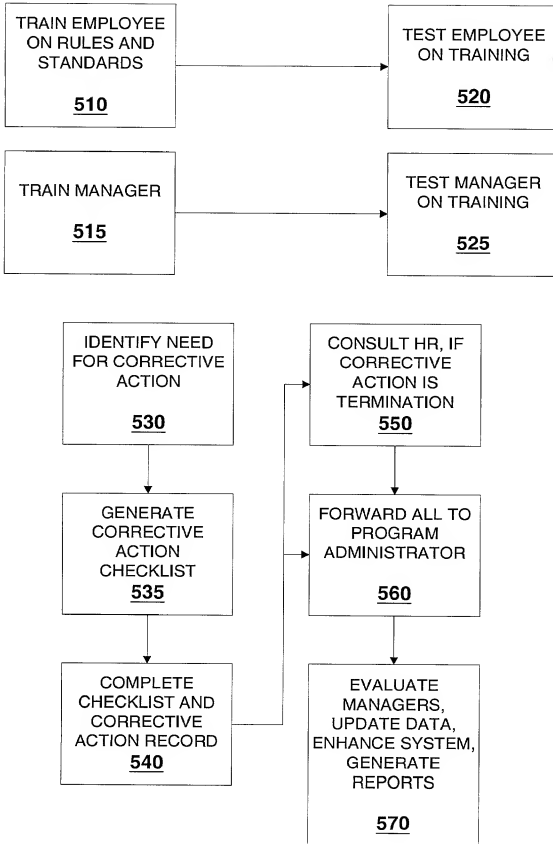 TRAIN EMPLOYEE
ON RULES AND
STANDARDS
510
TEST EMPLOYEE
ON TRAINING
520
TRAIN MANAGER
515
TEST MANAGER
ON TRAINING
525
IDENTIFY NEED
FOR CORRECTIVE
ACTION
530
GENERATE
CORRECTIVE
ACTION
CHECKLIST
535
COMPLETE
CHECKLIST AND
CORRECTIVE
ACTION RECORD
540
CONSULT HR, IF
CORRECTIVE
ACTION IS
TERMINATION
550
FORWARD ALL TO
PROGRAM
ADMINISTRATOR
560
EVALUATE
MANAGERS,
UPDATE DATA,
ENHANCE SYSTEM,
GENERATE
REPORTS
570